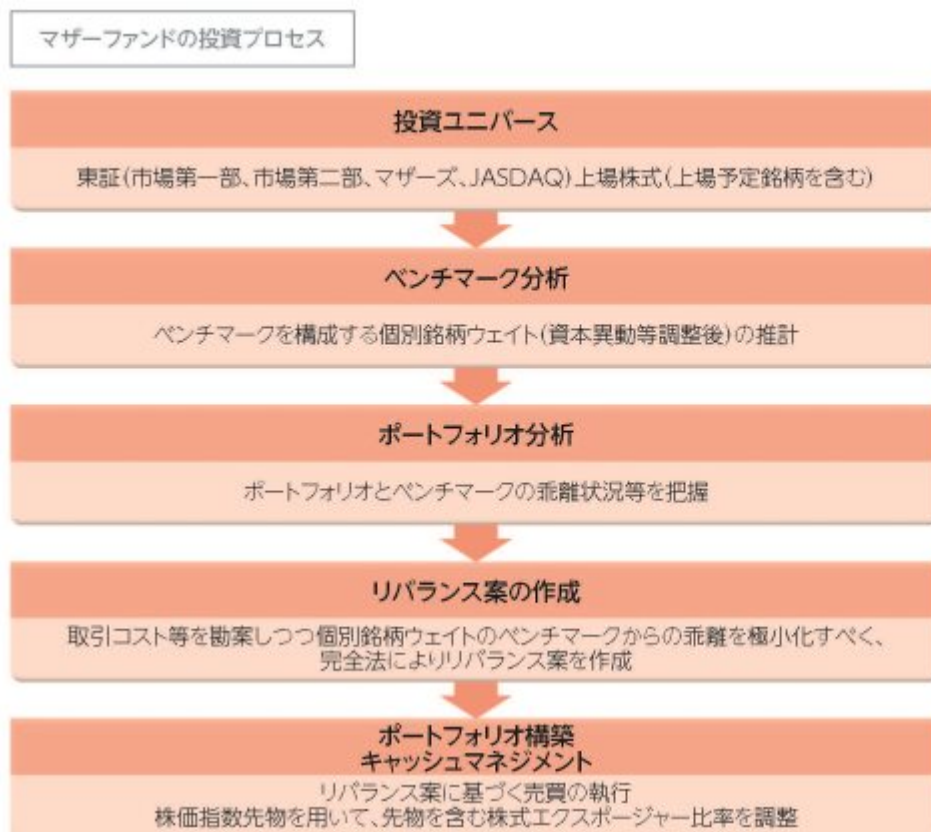 マザーファンドの投資プロセス
投資ユニバース
東証(市場第一部、市場第二部、マザーズ、JASDAQ)上場株式(上場予定銘柄を含む)
ベンチマーク分析
ベンチマークを構成する個別銘柄ウェイト(資本異動等調整後)の推計
ポートフォリオ分析
ポートフォリオとベンチマークの乖離状況等を把握
リバランス案の作成
取引コスト等を勘案しつつ個別銘柄ウェイトのベンチマークからの乖離を極小化すべく、
完全法によりリバランス案を作成
ポートフォリオ構築
キャッシュマネジメント
リバランス案に基づく売買の執行
株価指数先物を用いて、先物を含む株式エクスポージャー比率を調整